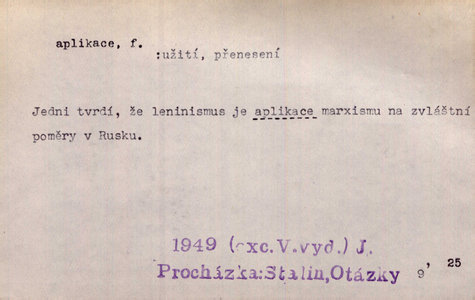 aplikace, f.
:užití, přenesení
Jedni tvrdí, že leninismus je aplikace marxismu na zvláštní
poměry v Rusku.
1949 (exc.V.vyd.) J.
Procházka:Stalin,Otázky 9, 25